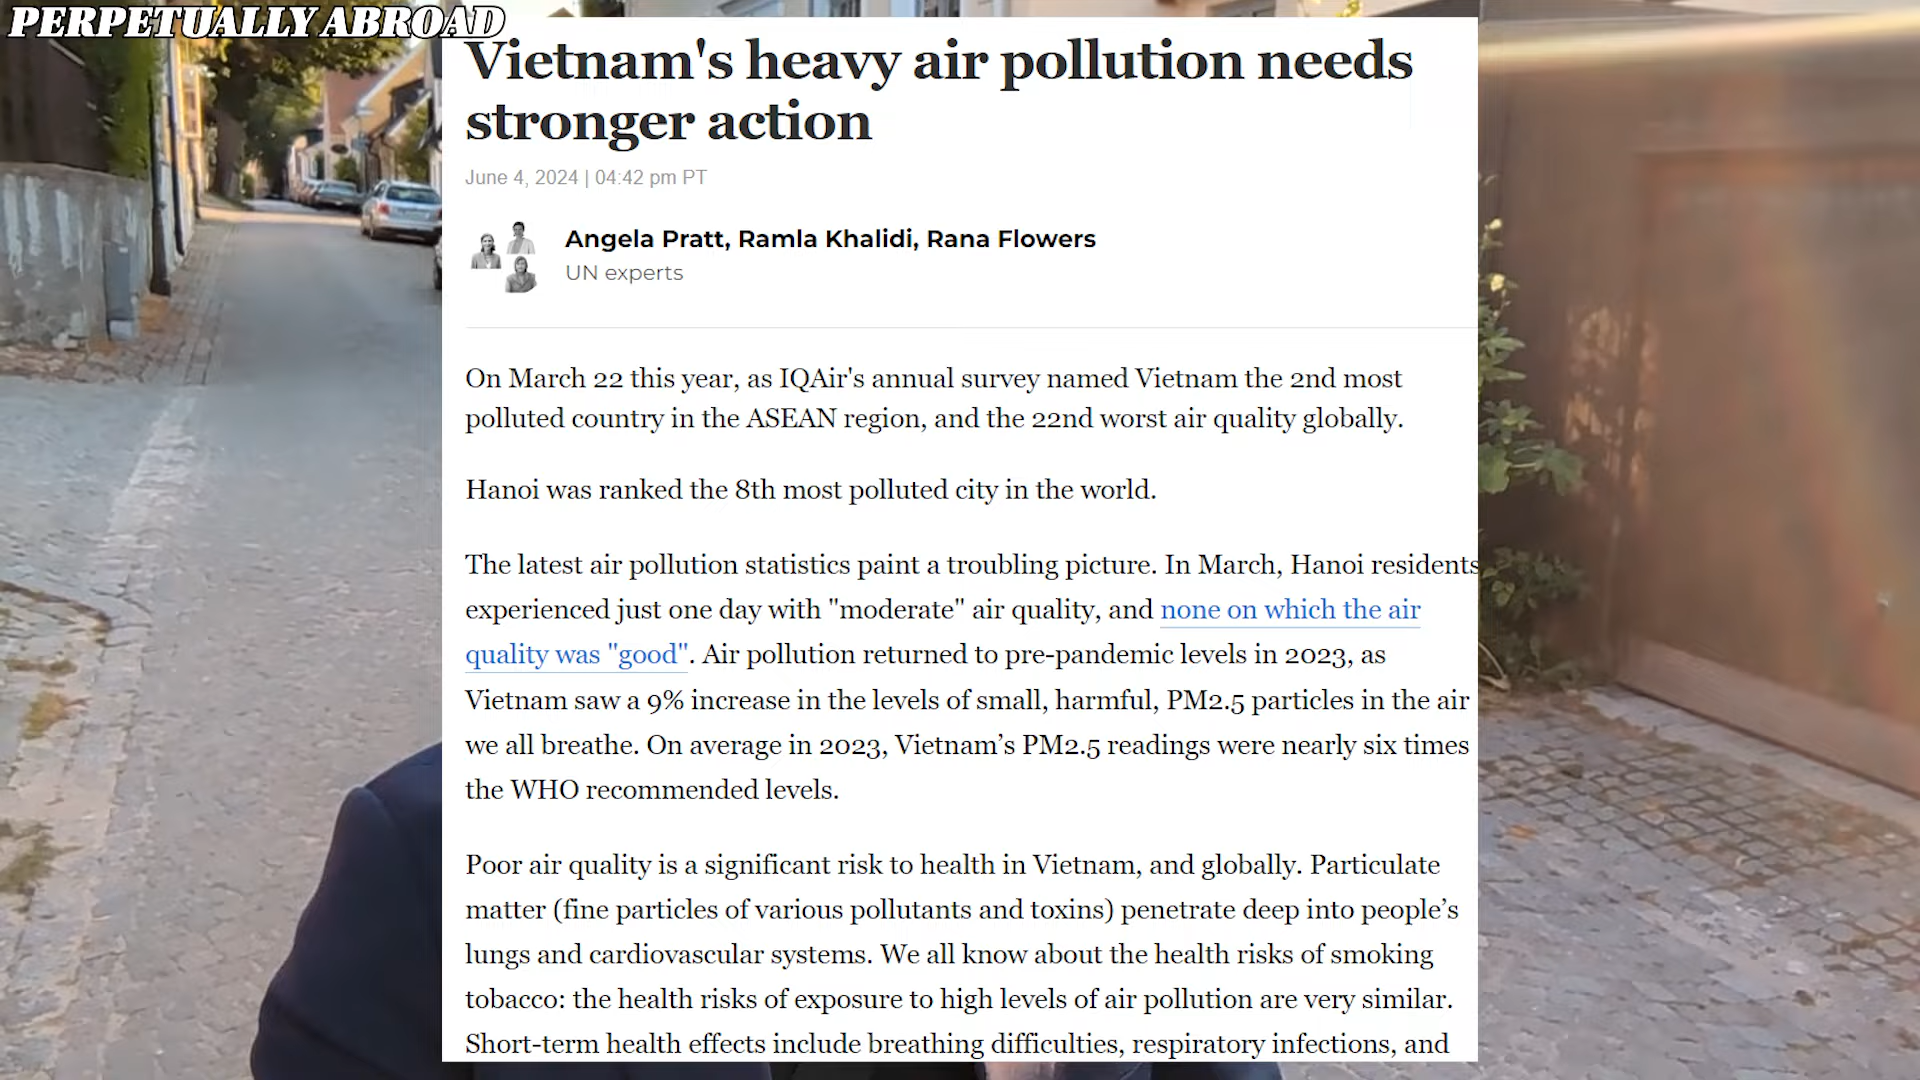 PERPETUALLY ABROAD
Vietnam's heavy air pollution needs
stronger action
June 4, 2024 | 04:42 pm PT
Angela Pratt, Ramla Khalidi, Rana Flowers
UN experts
On March 22 this year, as IQAir's annual survey named Vietnam the 2nd most
polluted country in the ASEAN region, and the 22nd worst air quality globally.
Hanoi was ranked the 8th most polluted city in the world.
The latest air pollution statistics paint a troubling picture. In March, Hanoi residents
experienced just one day with "moderate" air quality, and none on which the air
quality was "good". Air pollution returned to pre-pandemic levels in 2023, as
Vietnam saw a 9% increase in the levels of small, harmful, PM2.5 particles in the air
we all breathe. On average in 2023, Vietnam’s PM2.5 readings were nearly six times
the WHO recommended levels.
Poor air quality is a significant risk to health in Vietnam, and globally. Particulate
matter (fine particles of various pollutants and toxins) penetrate deep into people’s
lungs and cardiovascular systems. We all know about the health risks of smoking
tobacco: the health risks of exposure to high levels of air pollution are very similar.
Short-term health effects include breathing difficulties, respiratory infections, and